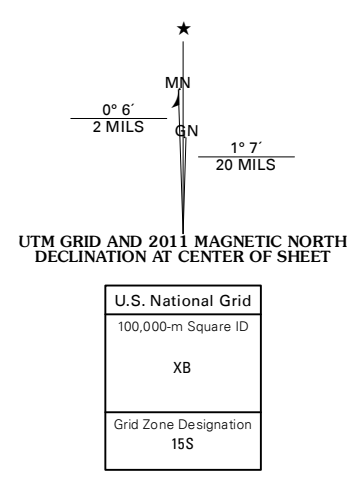 ★
MN
0° 6´
2 MILS
GN
1° 7´
20 MILS
UTM GRID AND 2011 MAGNETIC NORTH
DECLINATION AT CENTER OF SHEET
U.S. National Grid
100,000-m Square ID
XB
Grid Zone Designation
15S